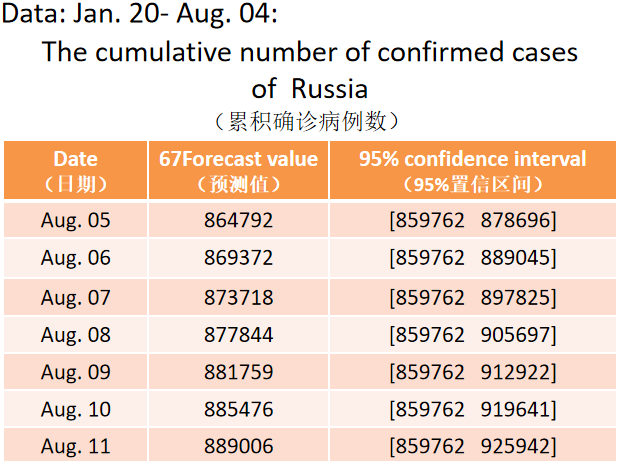 Data: Jan. 20- Aug. 04:
The cumulative number of confirmed cases
of Russia
（累积确诊病例数）
Date 67Forecast value 95% confidence interval
（日期） （预测值） （95%置信区间）
Aug. 05 864792 [859762 878696]
Aug. 06 869372 [859762 889045]
Aug. 07 873718 [859762 897825]
Aug. 08 877844 [859762 905697]
Aug. 09 881759 [859762 912922]
Aug. 10 885476 [859762 919641]
Aug. 11 889006 [859762 925942]